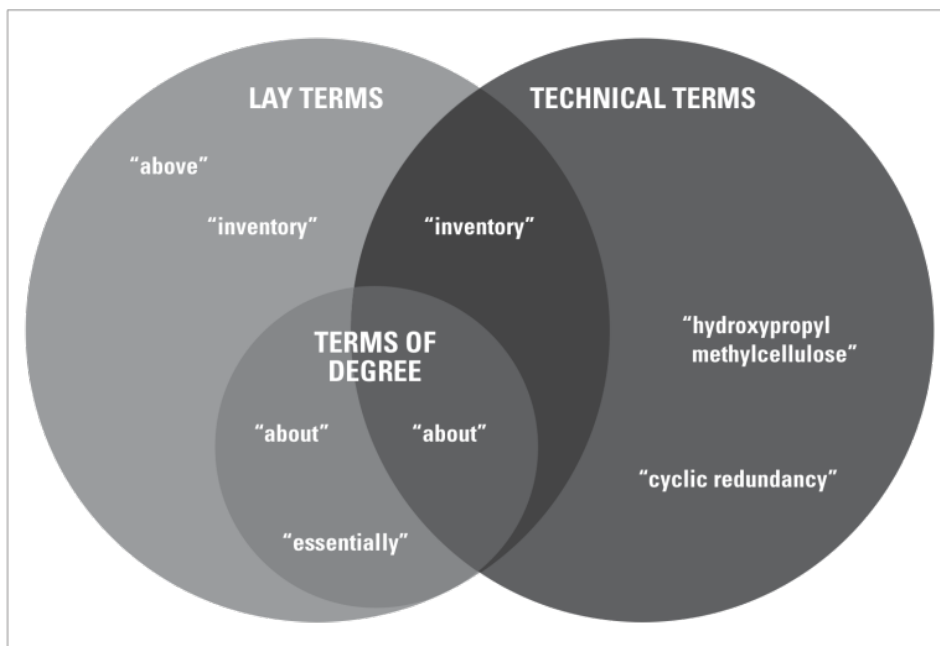 LAY TERMS
TECHNICAL TERMS
“above”
“inventory”
“inventory”
“hydroxypropyl
methylcellulose”
TERMS OF
DEGREE
“about”
“about”
“cyclic redundancy”
“essentially”